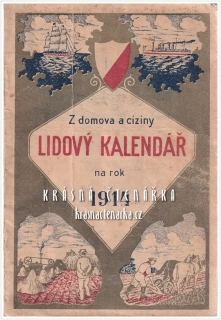 Z domova a ciziny
LIDOVÝ KALENDÁŘ
na rok
1914
KRÁSNÁ ČTENÁŘKA
krasnactenarka.cz